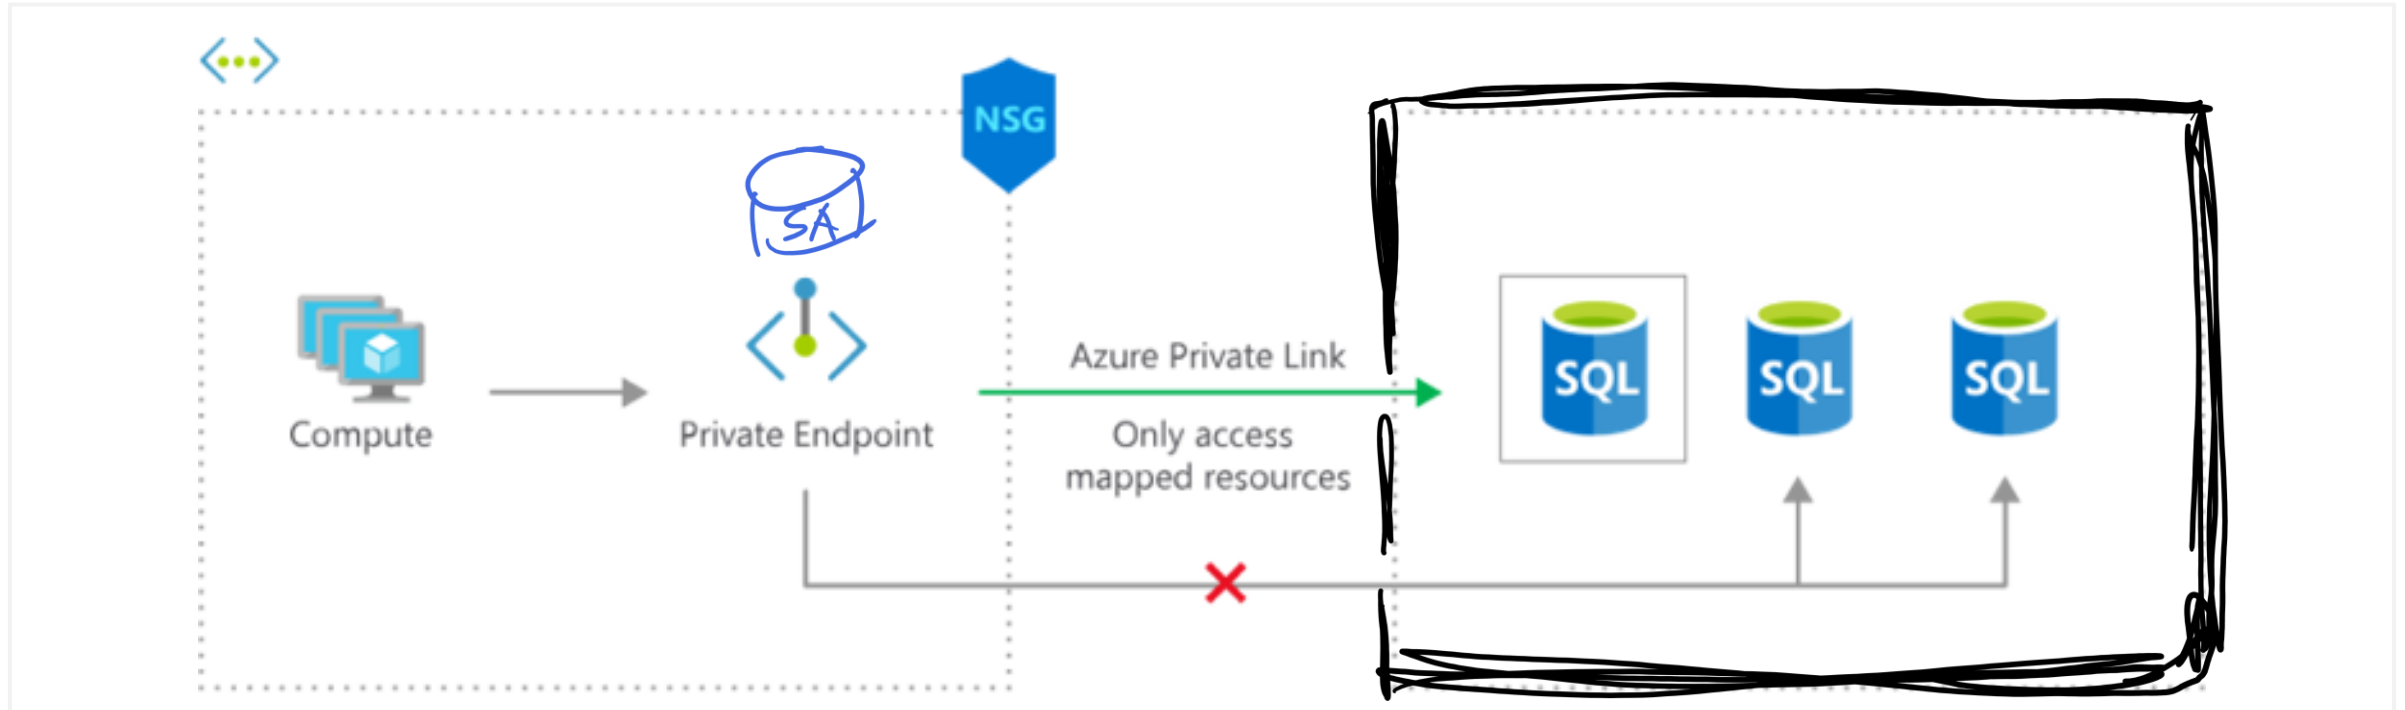 NSG
SA
Compute
Private Endpoint
Azure Private Link
Only access
mapped resources
SQL
SQL
SQL